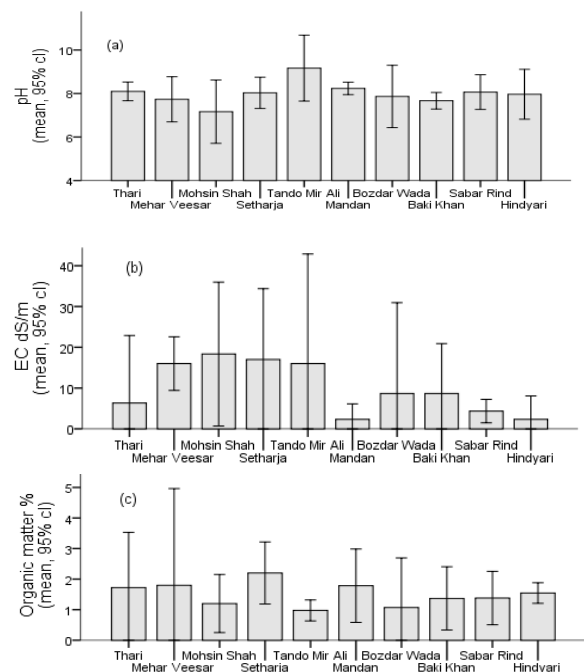 (a)
pH
(mean, 95% cl)
10
8
6
4
Thari Mohsin Shah Tando Mir Ali Bozdar Wada Sabar Rind
Mehar Veesar Setharja Mandan Baki Khan Hindyari
(b)
EC dS/m
(mean, 95% cl)
40
30
20
10
0
Thari Mohsin Shah Tando Mir Ali Bozdar Wada Sabar Rind
Mehar Veesar Setharja Mandan Baki Khan Hindyari
(c)
Organic matter %
(mean, 95% cl)
5
4
3
2
1
0
Thari Mohsin Shah Tando Mir Ali Bozdar Wada Sabar Rind
Mehar Veesar Setharja Mandan Baki Khan Hindyari